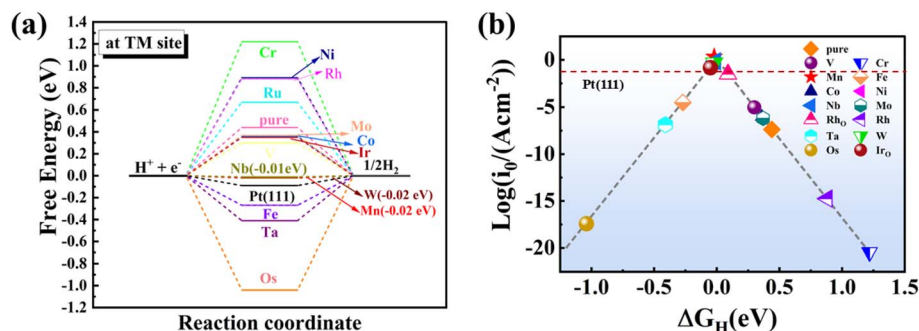 (a)
at TM site
Free Energy (eV)
1.4
1.2
1.0
0.8
0.6
0.4
0.2
0.0
-0.2
-0.4
-0.6
-0.8
-1.0
-1.2
Cr
Ni
Rh
Ru
pure
Mo
Co
Ir
V
H⁺ + e⁻
1/2H₂
Nb(-0.01eV)
Pt(111)
W(-0.02 eV)
Mn(-0.02 eV)
Fe
Ta
Os
Reaction coordinate
(b)
Log(i₀/(Acm⁻²))
0
-5
-10
-15
-20
Pt(111)
pure
V
Cr
Mn
Fe
Co
Ni
Nb
Mo
Rh_O
Rh
Ta
W
Os
Ir_O
-1.0
-0.5
0.0
0.5
1.0
1.5
ΔG_H(eV)